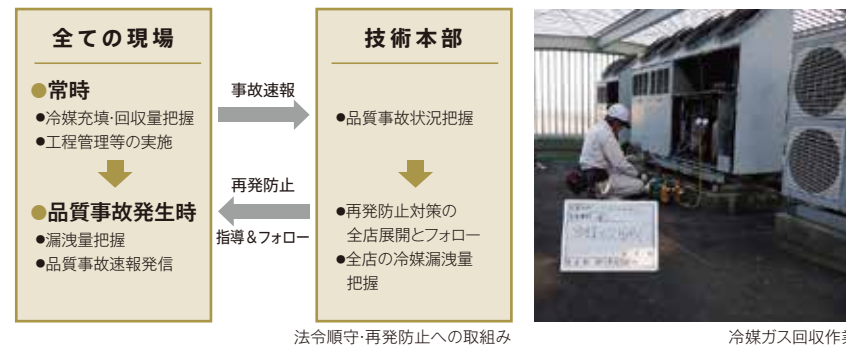 全ての現場
●常時
●冷媒充填·回収量把握
●工程管理等の実施
●品質事故発生時
●漏洩量把握
●品質事故速報発信
事故速報
再発防止
指導＆フォロー
技術本部
●品質事故状況把握
●再発防止対策の
全店展開とフォロー
●全店の冷媒漏洩量
把握
法令順守·再発防止への取組み
冷媒ガス回収作業